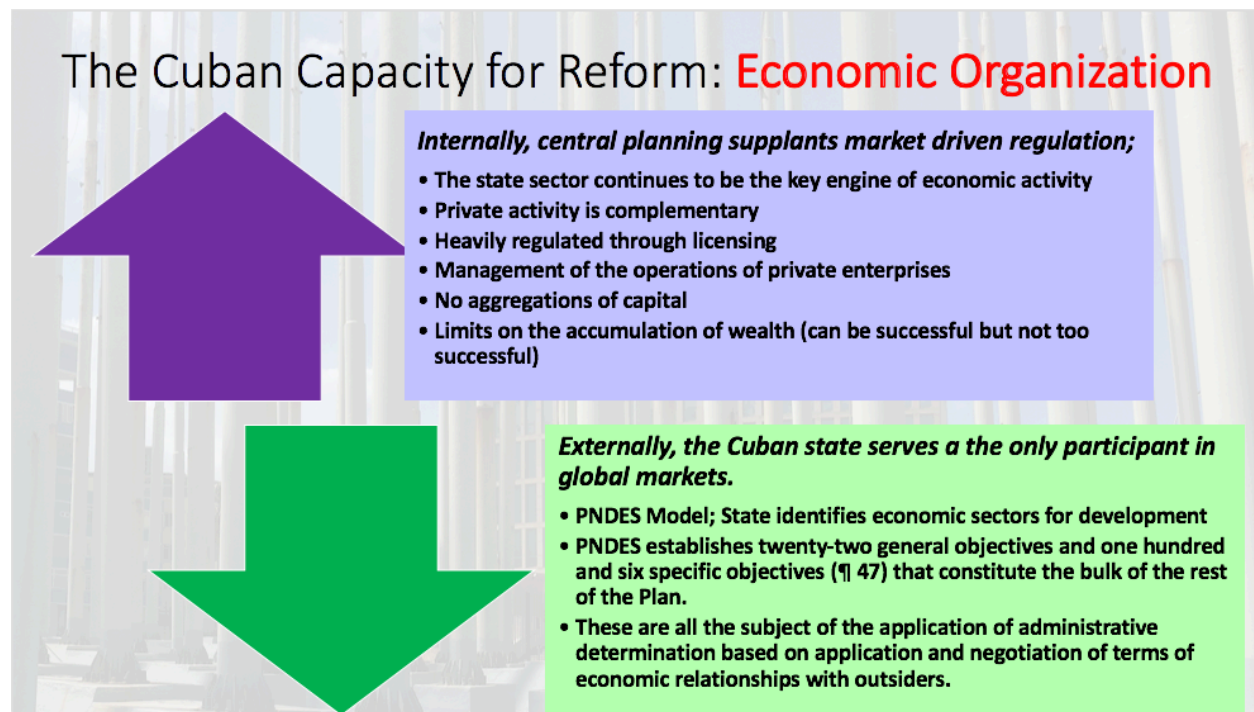 The Cuban Capacity for Reform: Economic Organization
Internally, central planning supplants market driven regulation;
• The state sector continues to be the key engine of economic activity
• Private activity is complementary
• Heavily regulated through licensing
• Management of the operations of private enterprises
• No aggregations of capital
• Limits on the accumulation of wealth (can be successful but not too
successful)
Externally, the Cuban state serves a the only participant in
global markets.
• PNDES Model; State identifies economic sectors for development
• PNDES establishes twenty-two general objectives and one hundred
and six specific objectives (¶ 47) that constitute the bulk of the rest
of the Plan.
• These are all the subject of the application of administrative
determination based on application and negotiation of terms of
economic relationships with outsiders.